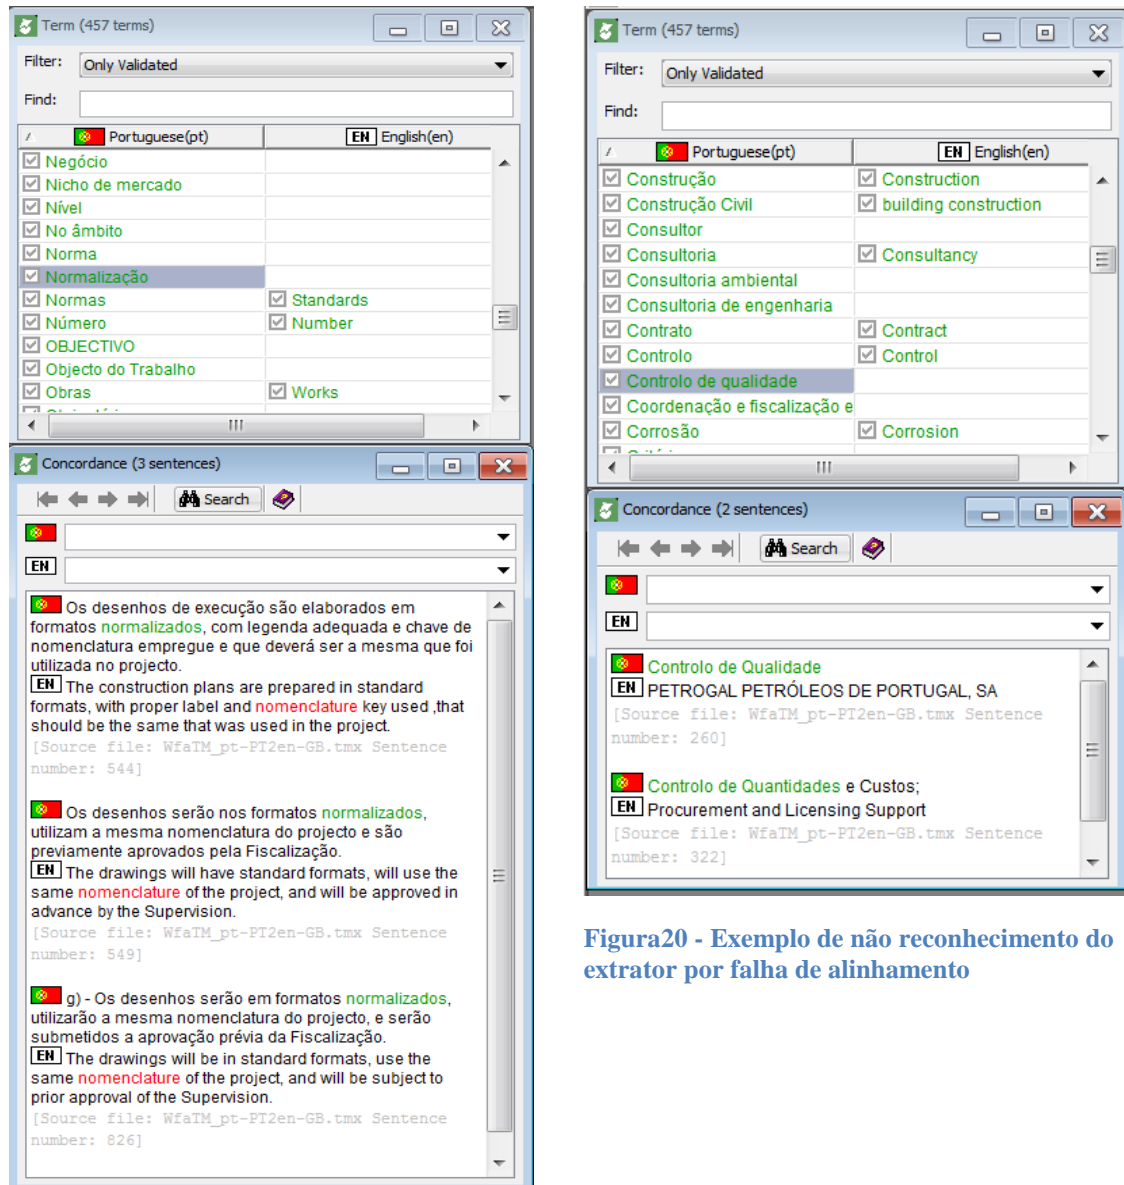 Term (457 terms)
Filter: Only Validated
Find:
Portuguese(pt) EN English(en)
Negócio
Nicho de mercado
Nível
No âmbito
Norma
Normalização
Normas Standards
Número Number
OBJECTIVO
Objecto do Trabalho
Obras Works
Concordance (3 sentences)
Search
EN
Os desenhos de execução são elaborados em
formatos normalizados, com legenda adequada e chave de
nomenclatura empregue e que deverá ser a mesma que foi
utilizada no projecto.
EN The construction plans are prepared in standard
formats, with proper label and nomenclature key used ,that
should be the same that was used in the project.
[Source file: WfaTM_pt-PT2en-GB.tmx Sentence
number: 544]
Os desenhos serão nos formatos normalizados,
utilizam a mesma nomenclatura do projecto e são
previamente aprovados pela Fiscalização.
EN The drawings will have standard formats, will use the
same nomenclature of the project, and will be approved in
advance by the Supervision.
[Source file: WfaTM_pt-PT2en-GB.tmx Sentence
number: 549]
g) - Os desenhos serão em formatos normalizados,
utilizarão a mesma nomenclatura do projecto, e serão
submetidos a aprovação prévia da Fiscalização.
EN The drawings will be in standard formats, use the
same nomenclature of the project, and will be subject to
prior approval of the Supervision.
[Source file: WfaTM_pt-PT2en-GB.tmx Sentence
number: 826]
Term (457 terms)
Filter: Only Validated
Find:
Portuguese(pt) EN English(en)
Construção Construction
Construção Civil building construction
Consultor
Consultoria Consultancy
Consultoria ambiental
Consultoria de engenharia
Contrato Contract
Controlo Control
Controlo de qualidade
Coordenação e fiscalização e
Corrosão Corrosion
Concordance (2 sentences)
Search
EN
Controlo de Qualidade
EN PETROGAL PETRÓLEOS DE PORTUGAL, SA
[Source file: WfaTM_pt-PT2en-GB.tmx Sentence
number: 260]
Controlo de Quantidades e Custos;
EN Procurement and Licensing Support
[Source file: WfaTM_pt-PT2en-GB.tmx Sentence
number: 322]
Figura20 - Exemplo de não reconhecimento do
extrator por falha de alinhamento